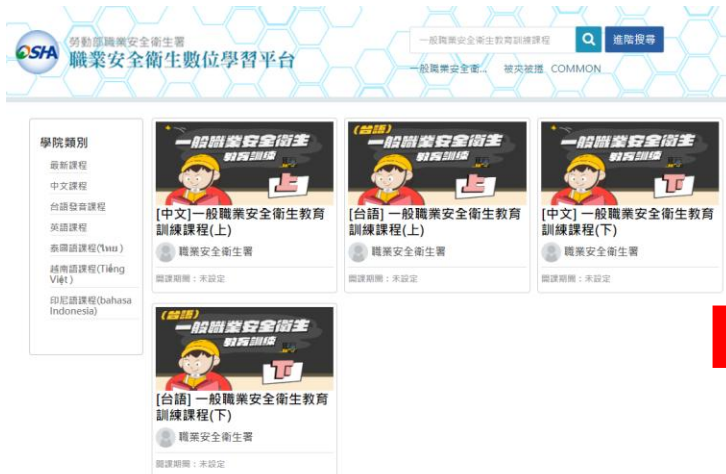 OSHA
勞動部職業安全衛生署
職業安全衛生數位學習平台
一般職業安全衛生教育訓練課程
進階搜尋
一般職業安全衛... 被夾被捲 COMMON
學院類別
最新課程
中文課程
台語發音課程
英語課程
泰國語課程(ไทย)
越南語課程(Tiếng
Việt)
印尼語課程(bahasa
Indonesia)
一般職業安全衛生
教育訓練
上
[中文]一般職業安全衛生教育
訓練課程(上)
職業安全衛生署
開課期間：未設定
(台語)
一般職業安全衛生
教育訓練
上
[台語] 一般職業安全衛生教育
訓練課程(上)
職業安全衛生署
開課期間：未設定
一般職業安全衛生
教育訓練
下
[中文] 一般職業安全衛生教育
訓練課程(下)
職業安全衛生署
開課期間：未設定
(台語)
一般職業安全衛生
教育訓練
下
[台語] 一般職業安全衛生教育
訓練課程(下)
職業安全衛生署
開課期間：未設定